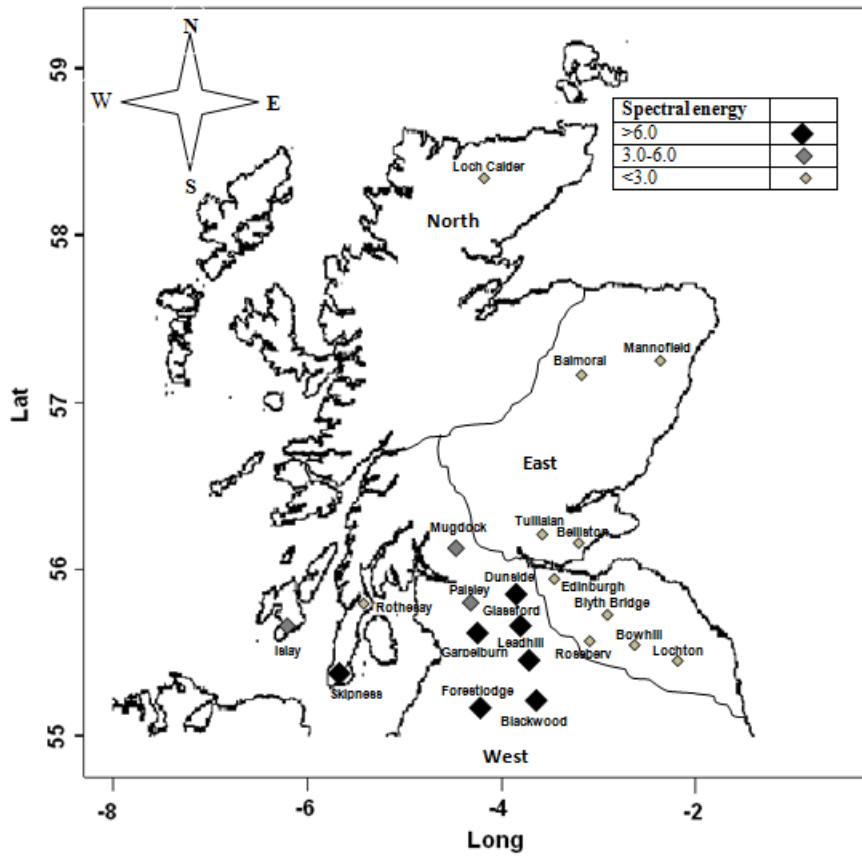 N
W
E
S
Spectral energy
>6.0
3.0-6.0
<3.0
Loch Calder
North
Balmoral
Mannofield
East
Tullialan
Belliston
Mugdock
Dunside
Edinburgh
Paisley
Blyth Bridge
Rothesay
Glassford
Islay
Garpelburn
Leadhill
Rosebery
Bowhill
Lochton
Skipness
Forestlodge
Blackwood
West
59
58
57
56
55
Lat
-8
-6
-4
-2
Long